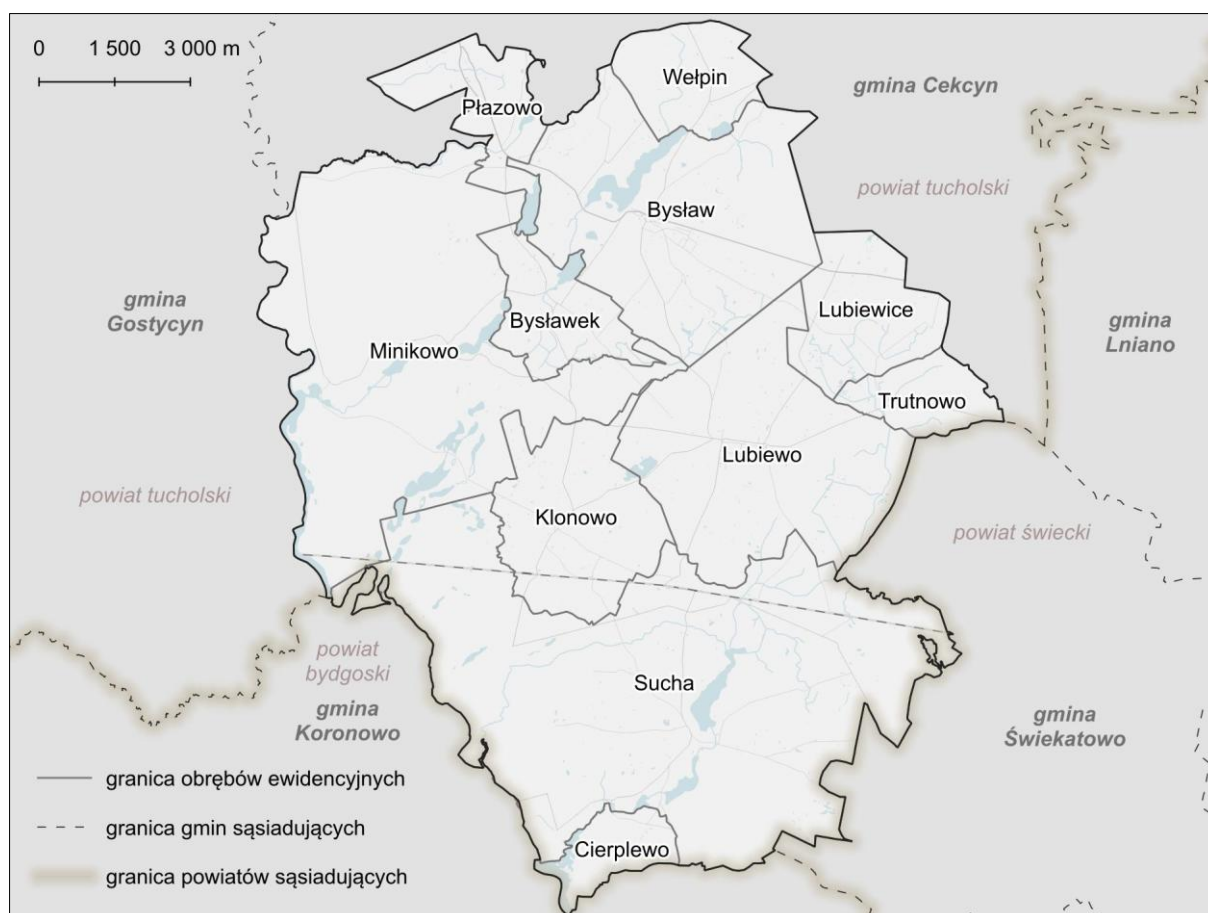 0 1 500 3 000 m
Wełpin
gmina Cekcyn
Płazowo
powiat tucholski
Bysław
gmina
Gostycyn
Lubiewice
Bysławek
gmina
Lniano
Minikowo
Trutnowo
Lubiewo
powiat tucholski
Klonowo
powiat świecki
powiat
bydgoski
Sucha
gmina
Koronowo
gmina
Świekatowo
granica obrębów ewidencyjnych
granica gmin sąsiadujących
Cierplewo
granica powiatów sąsiadujących